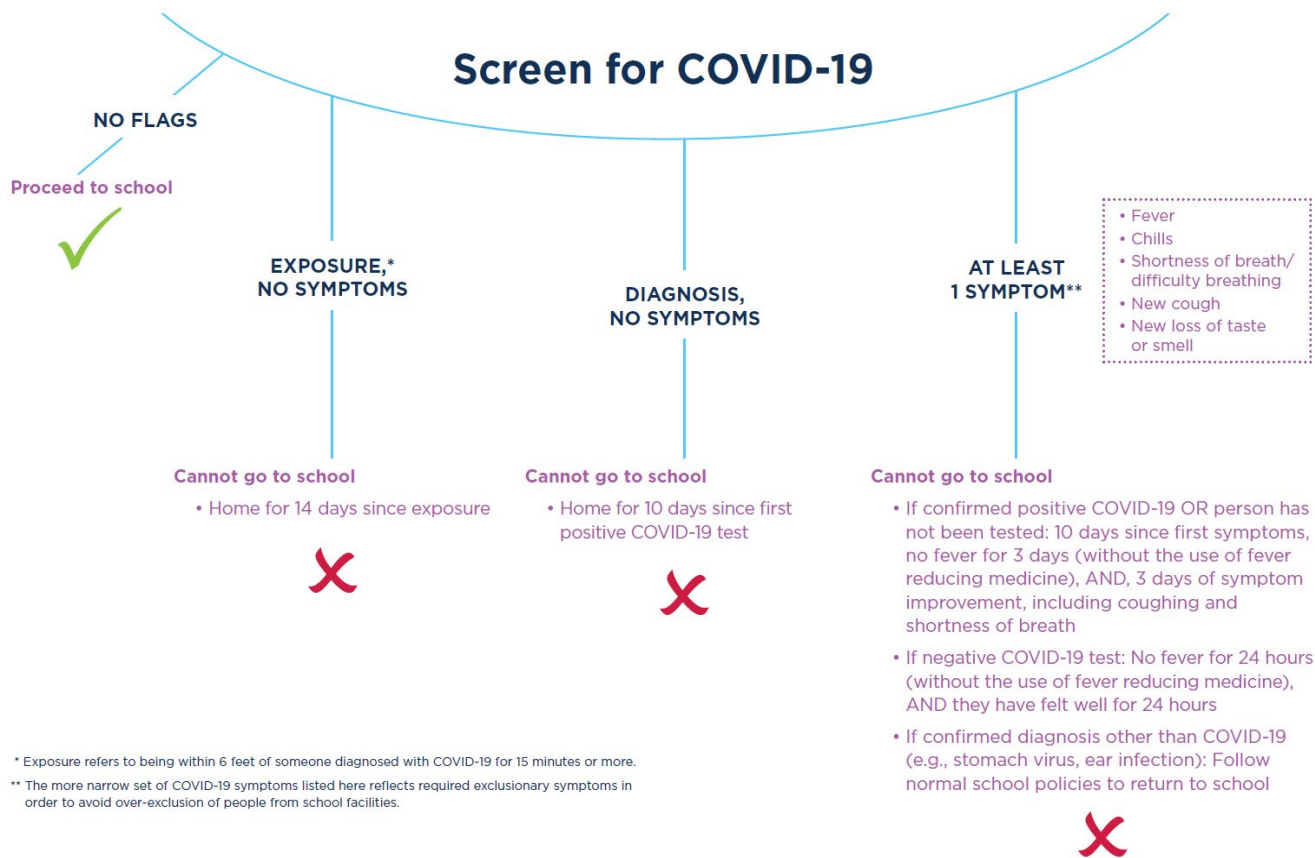 Screen for COVID-19
NO FLAGS
Proceed to school
EXPOSURE,*
NO SYMPTOMS
Cannot go to school
• Home for 14 days since exposure
DIAGNOSIS,
NO SYMPTOMS
Cannot go to school
• Home for 10 days since first
positive COVID-19 test
AT LEAST
1 SYMPTOM**
• Fever
• Chills
• Shortness of breath/
difficulty breathing
• New cough
• New loss of taste
or smell
Cannot go to school
• If confirmed positive COVID-19 OR person has
not been tested: 10 days since first symptoms,
no fever for 3 days (without the use of fever
reducing medicine), AND, 3 days of symptom
improvement, including coughing and
shortness of breath
• If negative COVID-19 test: No fever for 24 hours
(without the use of fever reducing medicine),
AND they have felt well for 24 hours
• If confirmed diagnosis other than COVID-19
(e.g., stomach virus, ear infection): Follow
normal school policies to return to school
* Exposure refers to being within 6 feet of someone diagnosed with COVID-19 for 15 minutes or more.
** The more narrow set of COVID-19 symptoms listed here reflects required exclusionary symptoms in
order to avoid over-exclusion of people from school facilities.